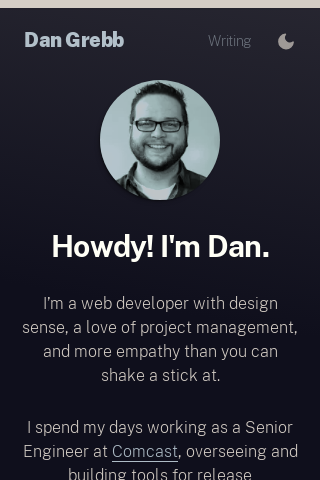 Dan Grebb
Writing
Howdy! I'm Dan.
I’m a web developer with design
sense, a love of project management,
and more empathy than you can
shake a stick at.
I spend my days working as a Senior
Engineer at Comcast, overseeing and
building tools for release